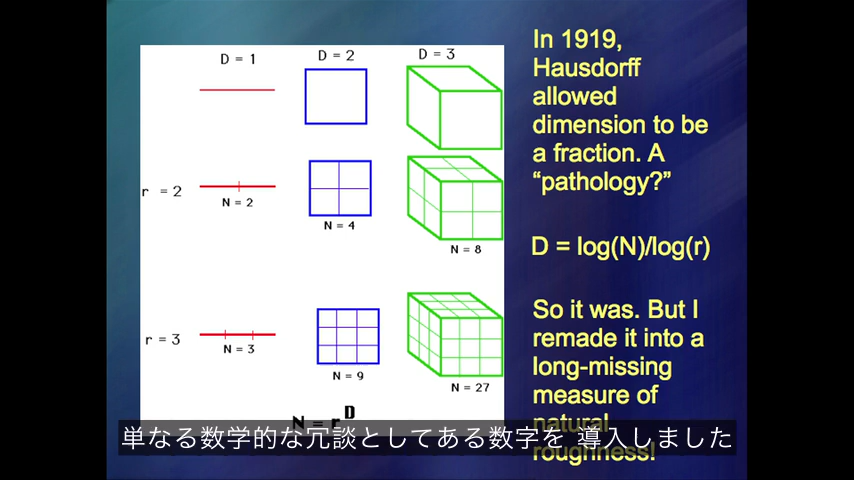 D = 1
D = 2
D = 3
r = 2
N = 2
N = 4
N = 8
r = 3
N = 3
N = 9
N = 27
N = r^D
In 1919,
Hausdorff
allowed
dimension to be
a fraction. A
“pathology?”
D = log(N)/log(r)
So it was. But I
remade it into a
long-missing
measure of
natural
roughness!
単なる数学的な冗談としてある数字を 導入しました